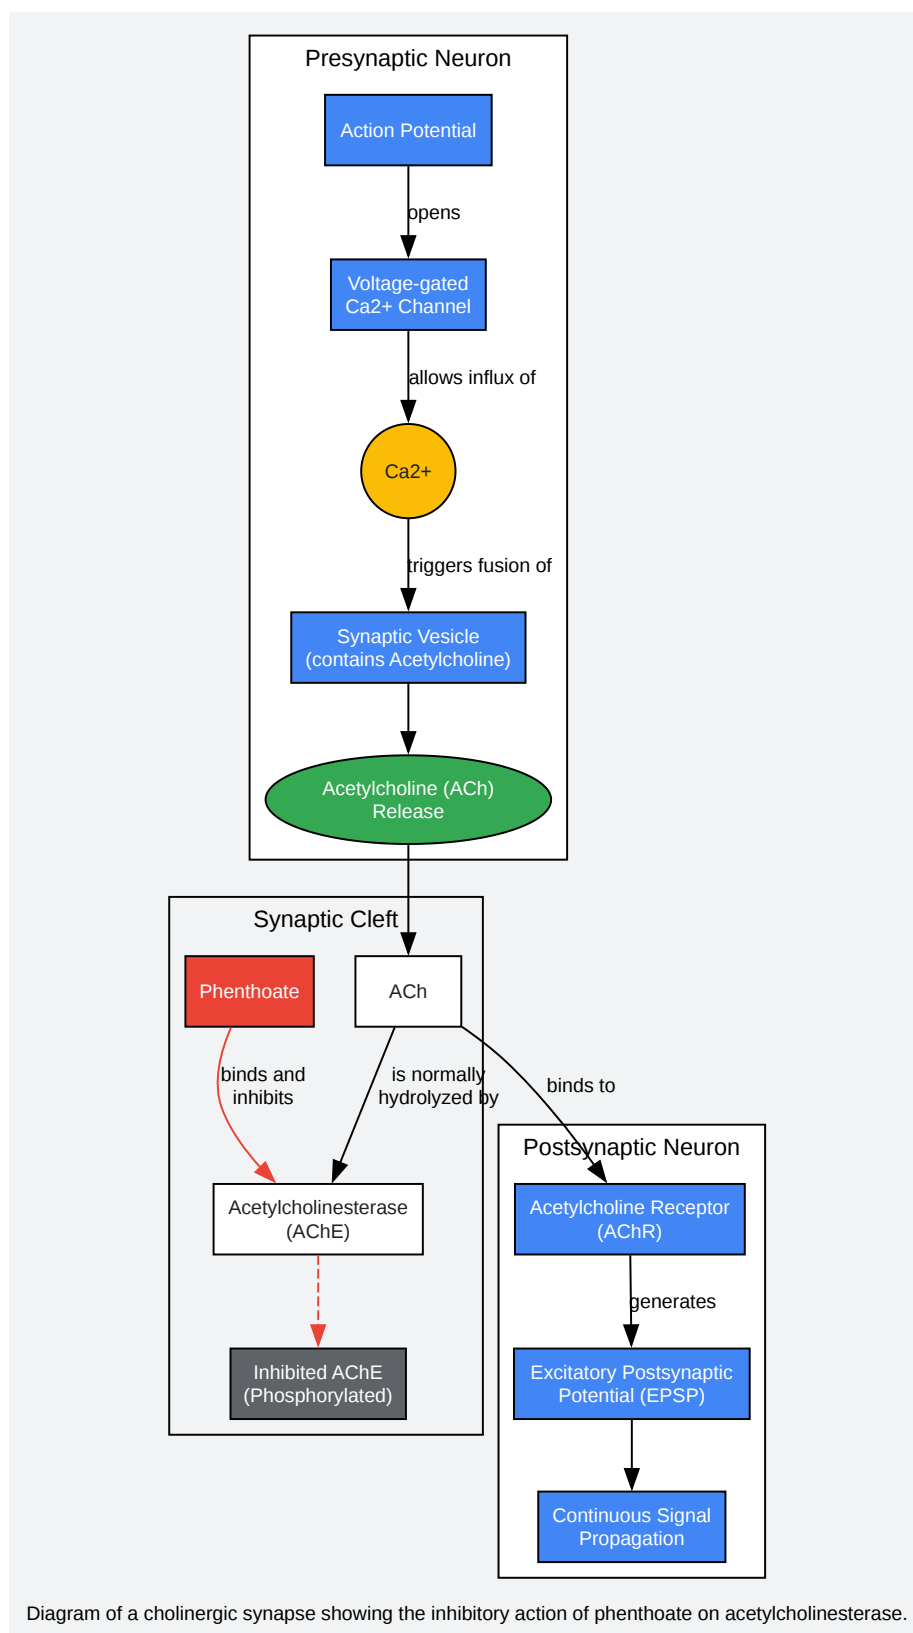 Presynaptic Neuron
Action Potential
opens
Voltage-gated
Ca2+ Channel
allows influx of
Ca2+
triggers fusion of
Synaptic Vesicle
(contains Acetylcholine)
Acetylcholine (ACh)
Release
Synaptic Cleft
Phenthoate
ACh
binds and
inhibits
is normally
hydrolyzed by
binds to
Acetylcholinesterase
(AChE)
Inhibited AChE
(Phosphorylated)
Postsynaptic Neuron
Acetylcholine Receptor
(AChR)
generates
Excitatory Postsynaptic
Potential (EPSP)
Continuous Signal
Propagation
Diagram of a cholinergic synapse showing the inhibitory action of phenthoate on acetylcholinesterase.